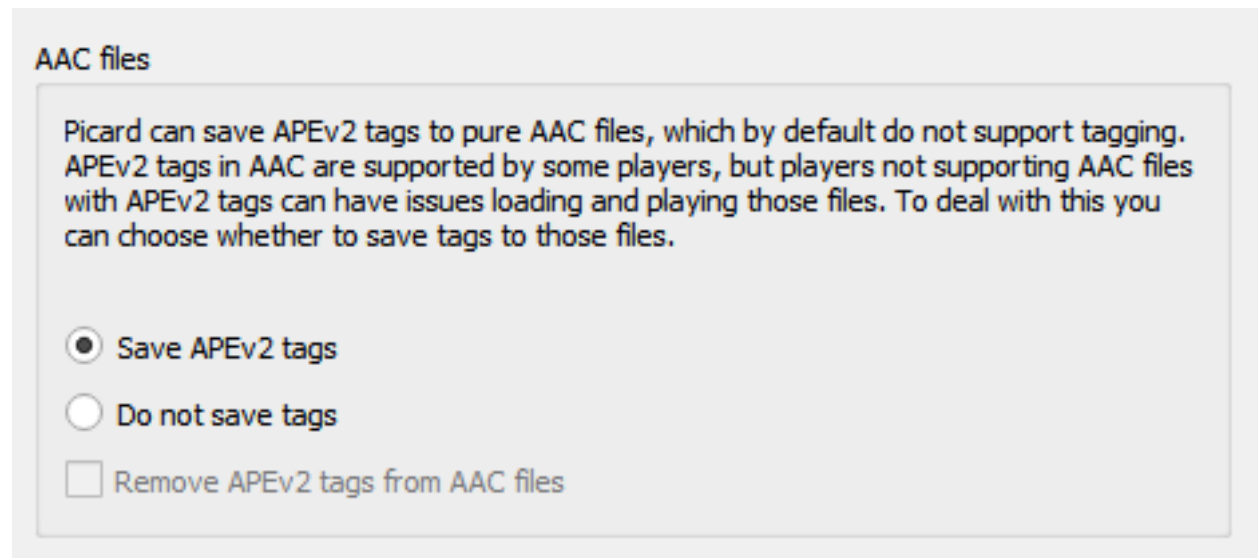 AAC files
Picard can save APEv2 tags to pure AAC files, which by default do not support tagging.
APEv2 tags in AAC are supported by some players, but players not supporting AAC files
with APEv2 tags can have issues loading and playing those files. To deal with this you
can choose whether to save tags to those files.
Save APEv2 tags
Do not save tags
Remove APEv2 tags from AAC files